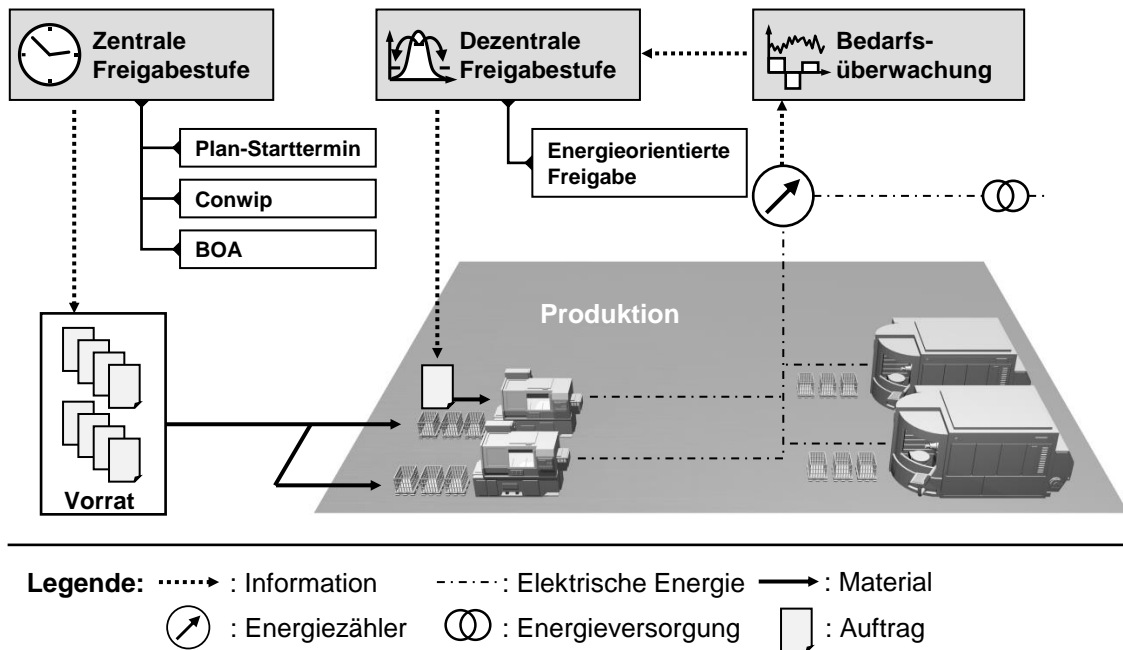 Zentrale
Freigabestufe
Dezentrale
Freigabestufe
Bedarfs-
überwachung
Plan-Starttermin
Conwip
BOA
Energieorientierte
Freigabe
Produktion
Vorrat
Legende: : Information : Elektrische Energie : Material
: Energiezähler : Energieversorgung : Auftrag